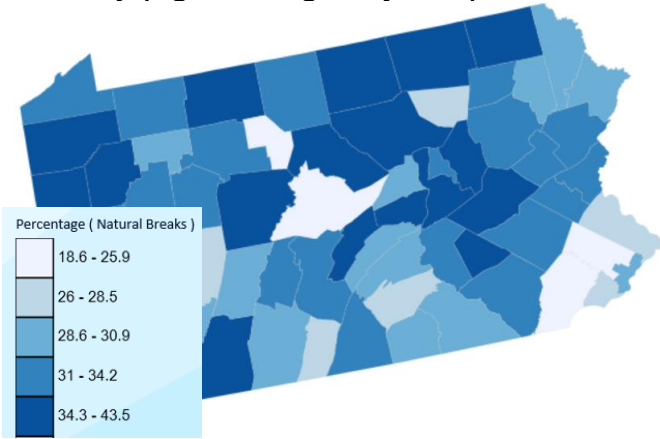 Percentage ( Natural Breaks )
18.6 - 25.9
26 - 28.5
28.6 - 30.9
31 - 34.2
34.3 - 43.5